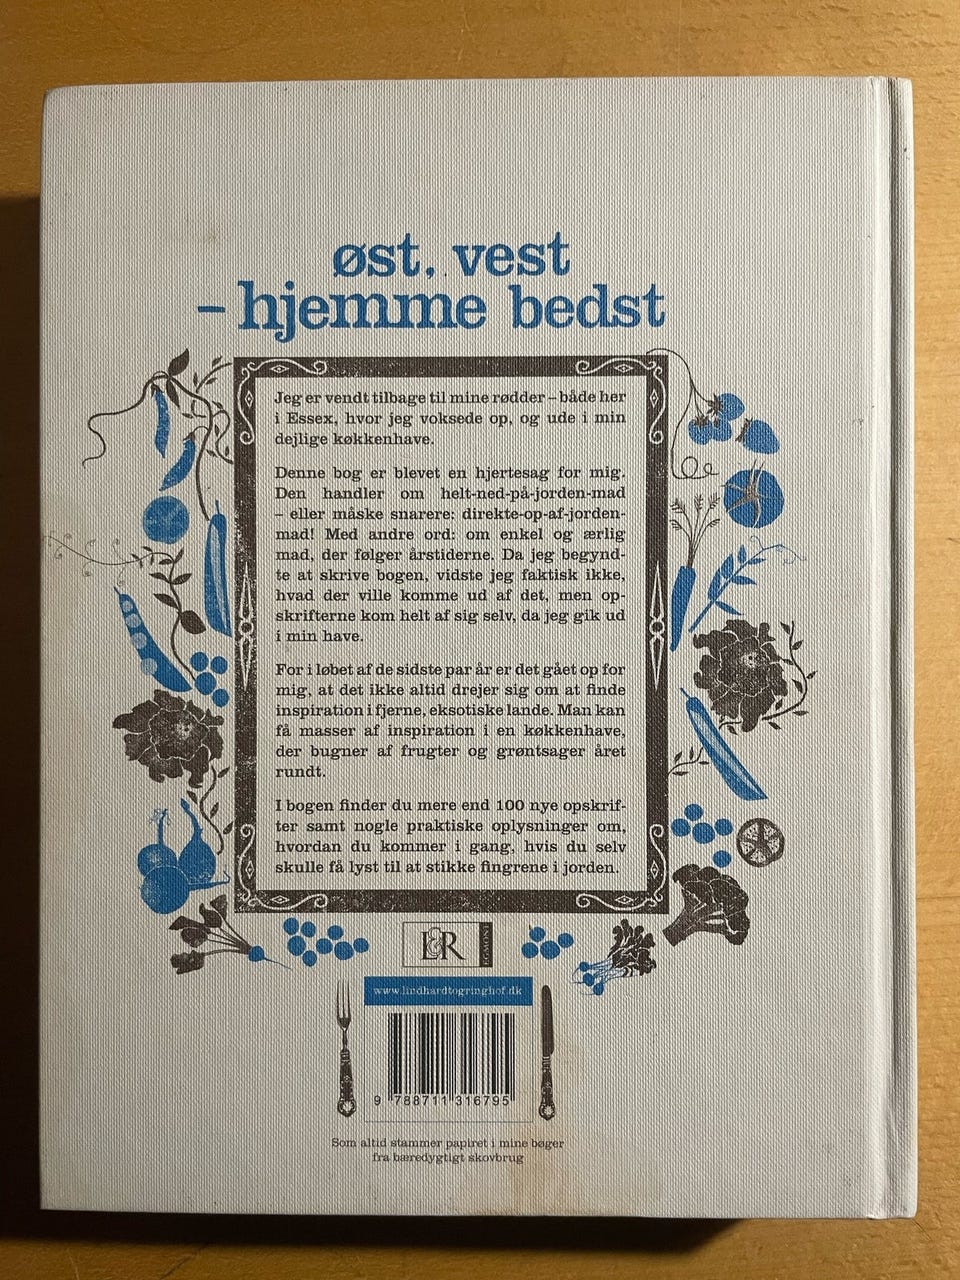 øst, vest
– hjemme bedst
Jeg er vendt tilbage til mine rødder – både her
i Essex, hvor jeg voksede op, og ude i min
dejlige køkkenhave.
Denne bog er blevet en hjertesag for mig.
Den handler om helt-ned-på-jorden-mad
– eller måske snarere: direkte-op-af-jorden-
mad! Med andre ord: om enkel og ærlig
mad, der følger årstiderne. Da jeg begynd-
te at skrive bogen, vidste jeg faktisk ikke,
hvad der ville komme ud af det, men op-
skrifterne kom helt af sig selv, da jeg gik ud
i min have.
For i løbet af de sidste par år er det gået op for
mig, at det ikke altid drejer sig om at finde
inspiration i fjerne, eksotiske lande. Man kan
få masser af inspiration i en køkkenhave,
der bugner af frugter og grøntsager året
rundt.
I bogen finder du mere end 100 nye opskrif-
ter samt nogle praktiske oplysninger om,
hvordan du kommer i gang, hvis du selv
skulle få lyst til at stikke fingrene i jorden.
L&R EGMONT
www.lindhardtogringhof.dk
9 788711 316795
Som altid stammer papiret i mine bøger
fra bæredygtigt skovbrug